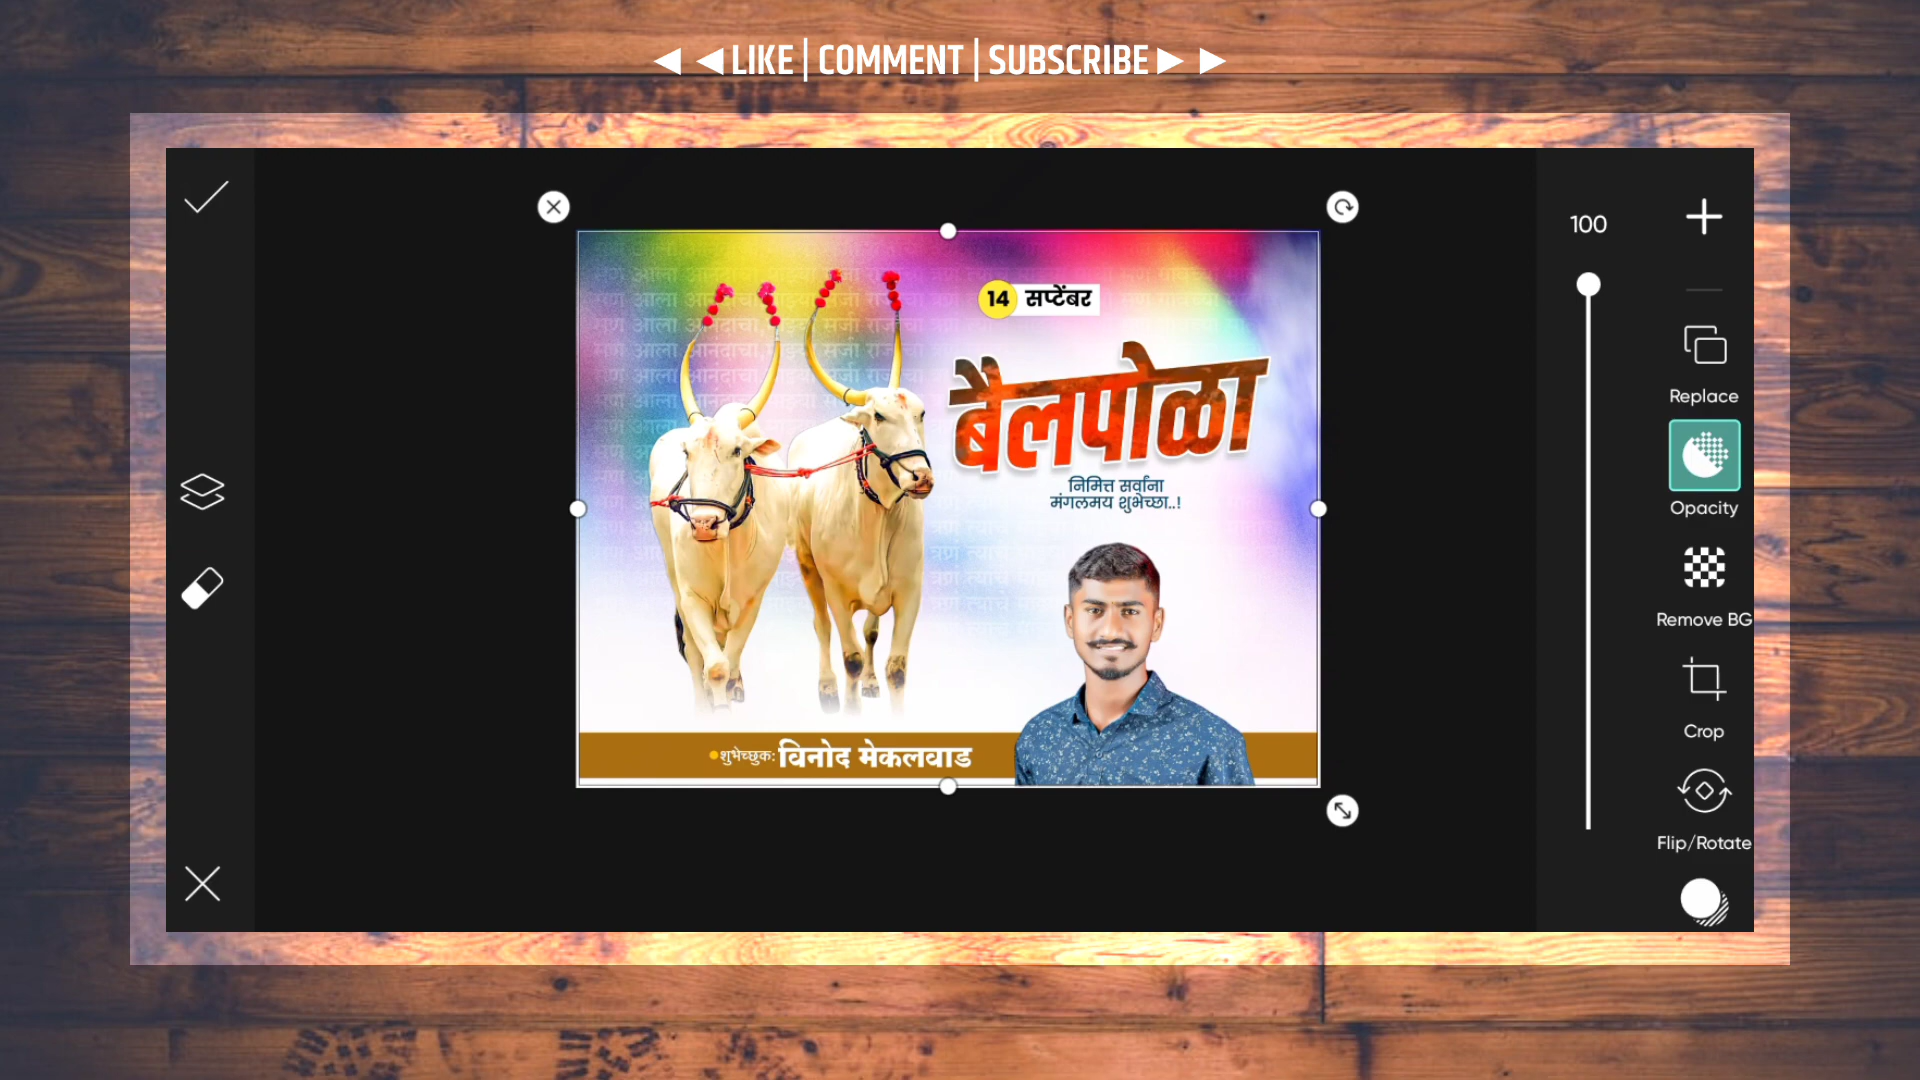 LIKE | COMMENT | SUBSCRIBE
100
14 सप्टेंबर
बैलपोळा
निमित्त सर्वांना
मंगलमय शुभेच्छा..!
शुभेच्छुक: विनोद मेकलवाड
Replace
Opacity
Remove BG
Crop
Flip/Rotate